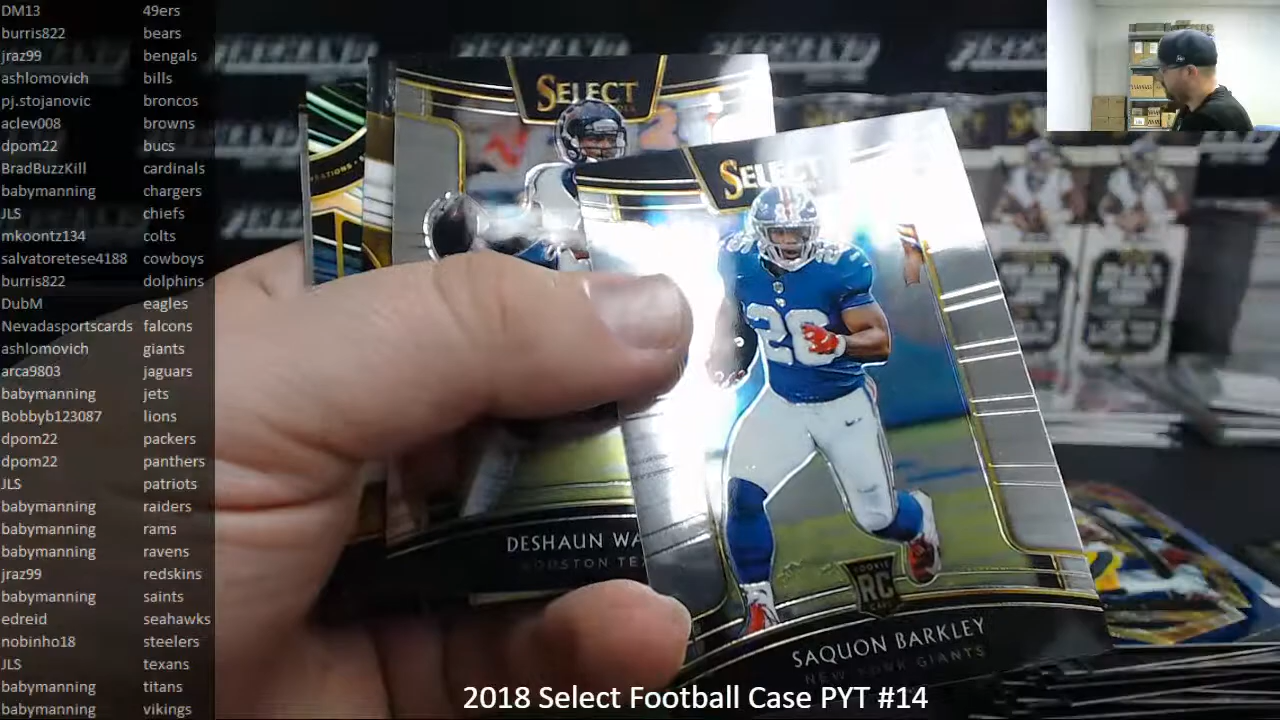 DM13 49ers
burris822 bears
jraz99 bengals
ashlomovich bills
pj.stojanovic broncos
aclev008 browns
dpom22 bucs
BradBuzzKill cardinals
babymanning chargers
JLS chiefs
mkoontz134 colts
salvatoretese4188 cowboys
burris822 dolphins
DubM eagles
Nevadasportscards falcons
ashlomovich giants
arca9803 jaguars
babymanning jets
Bobbyb123087 lions
dpom22 packers
dpom22 panthers
JLS patriots
babymanning raiders
babymanning rams
babymanning ravens
jraz99 redskins
babymanning saints
edreid seahawks
nobinho18 steelers
JLS texans
babymanning titans
babymanning vikings
SELECT
DESHAUN
HOUSTON
SELECT
26
ROOKIE
RC
CARD
SAQUON BARKLEY
NEW YORK GIANTS
2018 Select Football Case PYT #14